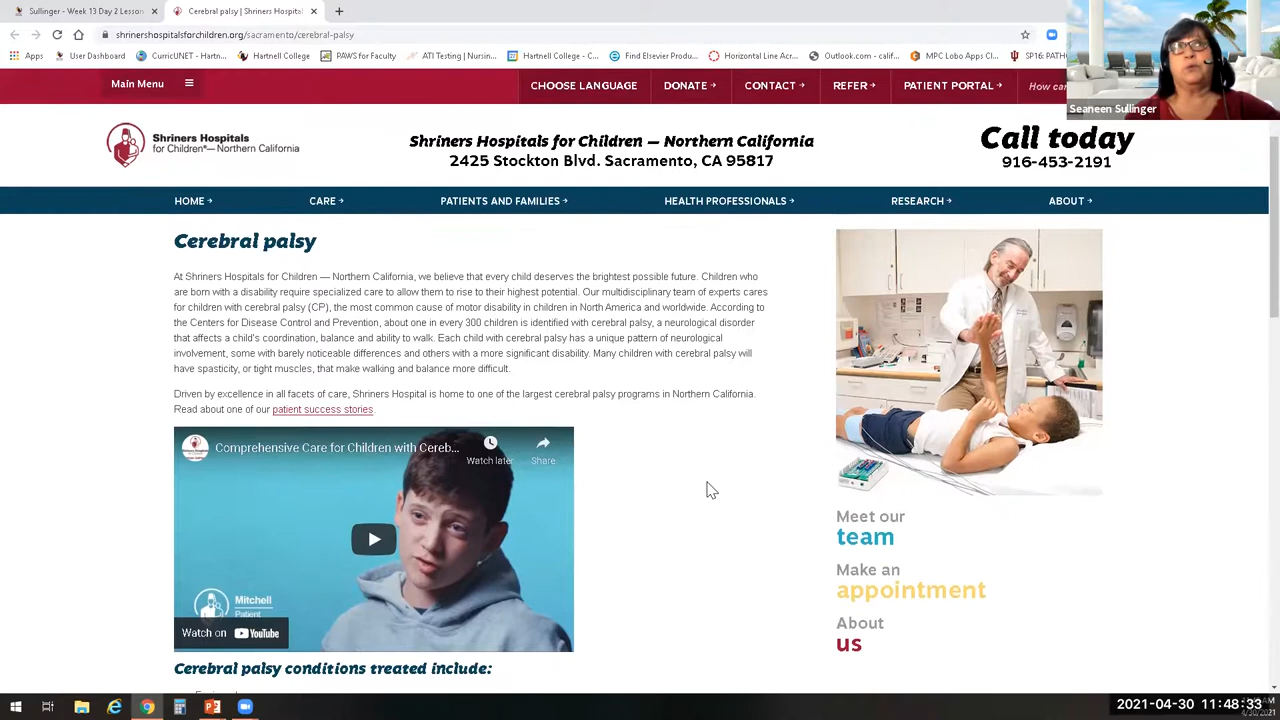 Sullinger - Week 13 Day 2 Lesson
Cerebral palsy | Shriners Hospital
shrinershospitalsforchildren.org/sacramento/cerebral-palsy
Apps
User Dashboard
CurricUNET - Hartn...
Hartnell College
PAWS for Faculty
ATI Testing | Nursin...
Hartnell College - C...
Find Elsevier Produ...
Horizontal Line Acr...
Outlook.com - calif...
MPC Lobo Apps Cl...
SP16: PATH
Seaneen Sullinger
Main Menu
CHOOSE LANGUAGE
DONATE
CONTACT
REFER
PATIENT PORTAL
How can
Shriners Hospitals
for Children®— Northern California
Shriners Hospitals for Children — Northern California
2425 Stockton Blvd. Sacramento, CA 95817
Call today
916-453-2191
HOME
CARE
PATIENTS AND FAMILIES
HEALTH PROFESSIONALS
RESEARCH
ABOUT
Cerebral palsy
At Shriners Hospitals for Children — Northern California, we believe that every child deserves the brightest possible future. Children who
are born with a disability require specialized care to allow them to rise to their highest potential. Our multidisciplinary team of experts cares
for children with cerebral palsy (CP), the most common cause of motor disability in children in North America and worldwide. According to
the Centers for Disease Control and Prevention, about one in every 300 children is identified with cerebral palsy, a neurological disorder
that affects a child's coordination, balance and ability to walk. Each child with cerebral palsy has a unique pattern of neurological
involvement, some with barely noticeable differences and others with a more significant disability. Many children with cerebral palsy will
have spasticity, or tight muscles, that make walking and balance more difficult.
Driven by excellence in all facets of care, Shriners Hospital is home to one of the largest cerebral palsy programs in Northern California.
Read about one of our patient success stories.
Comprehensive Care for Children with Cereb...
Watch later
Share
Mitchell
Patient
Watch on YouTube
Meet our
team
Make an
appointment
About
us
Cerebral palsy conditions treated include:
2021-04-30 11:48:33